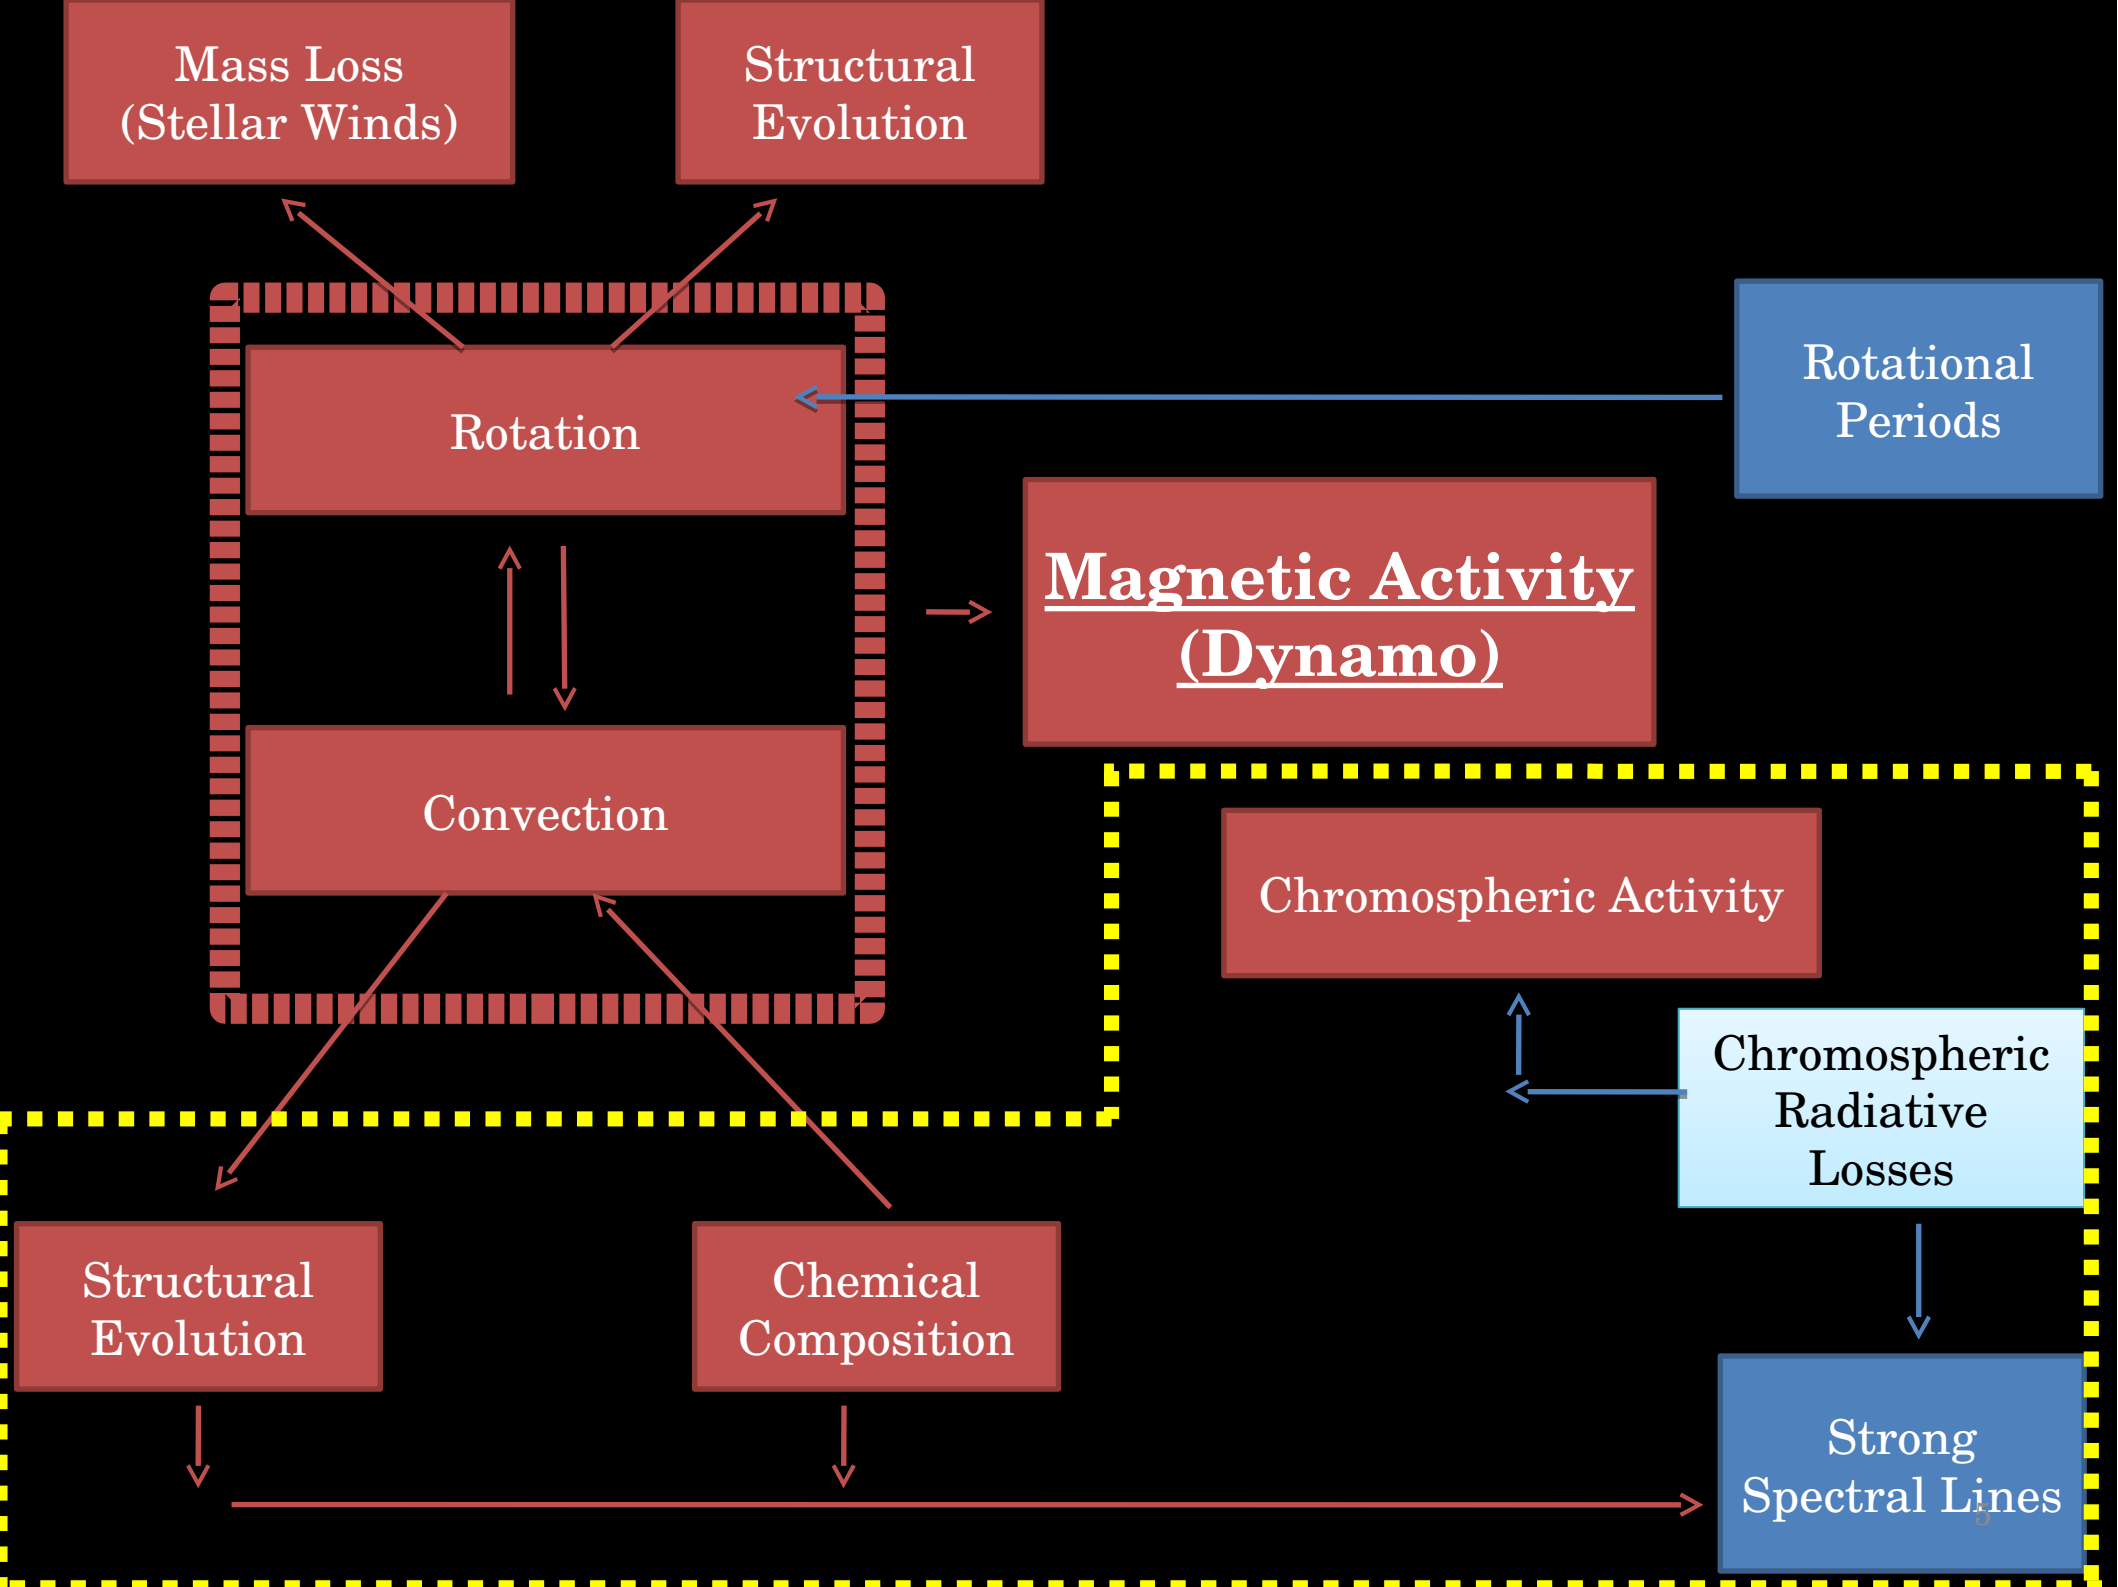 Mass Loss
(Stellar Winds)
Structural
Evolution
Rotational
Periods
Rotation
Magnetic Activity
(Dynamo)
Convection
Chromospheric Activity
Chromospheric
Radiative
Losses
Structural
Evolution
Chemical
Composition
Strong
Spectral Lines
5